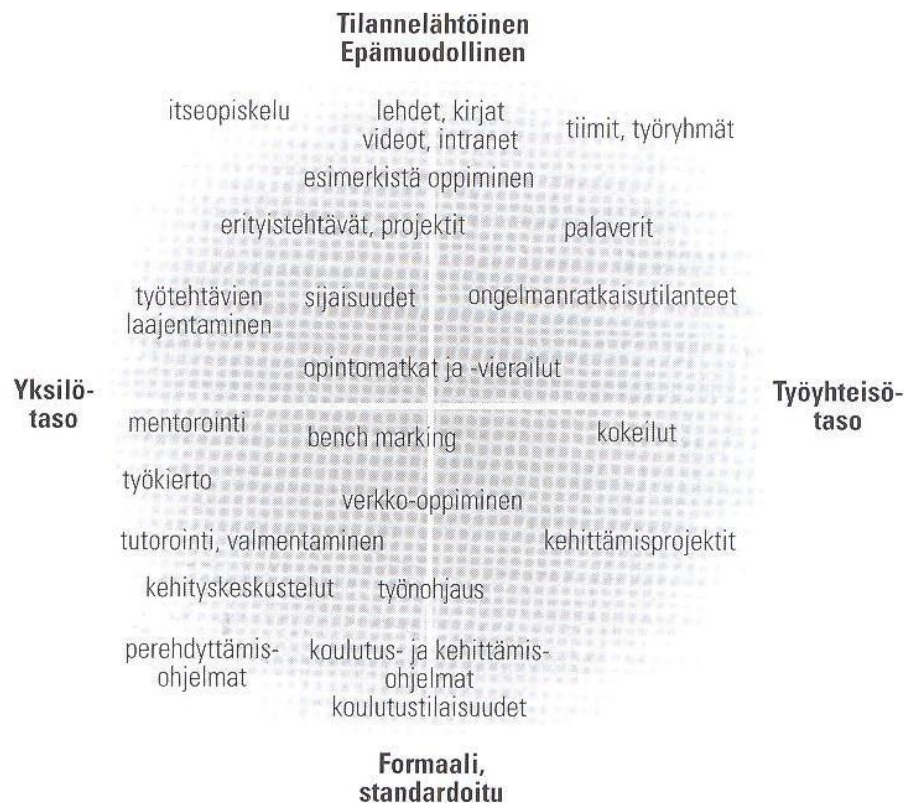 Tilannelähtöinen
Epämuodollinen
itseopiskelu
lehdet, kirjat
videot, intranet
tiimit, työryhmät
esimerkistä oppiminen
erityistehtävät, projektit
palaverit
työtehtävien
laajentaminen
sijaisuudet
ongelmanratkaisutilanteet
opintomatkat ja -vierailut
Yksilö-
taso
Työyhteisö-
taso
mentorointi
bench marking
kokeilut
työkierto
verkko-oppiminen
tutorointi, valmentaminen
kehittämisprojektit
kehityskeskustelut
työnohjaus
perehdyttämis-
ohjelmat
koulutus- ja kehittämis-
ohjelmat
koulutustilaisuudet
Formaali,
standardoitu